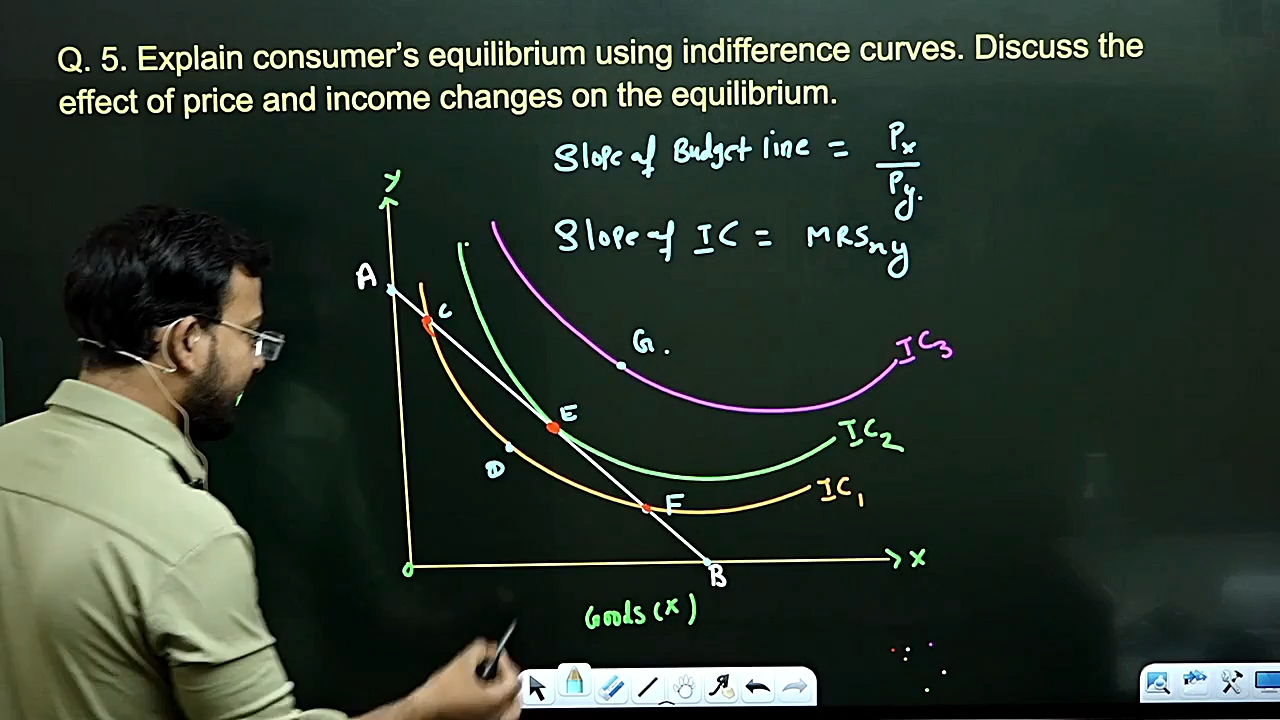 Q. 5. Explain consumer’s equilibrium using indifference curves. Discuss the
effect of price and income changes on the equilibrium.
Slope of Budget line = Px
Py.
Slope of IC = MRSxy
y
A
C
G.
IC3
E
IC2
D
F
IC1
O
B
x
Goods (x)